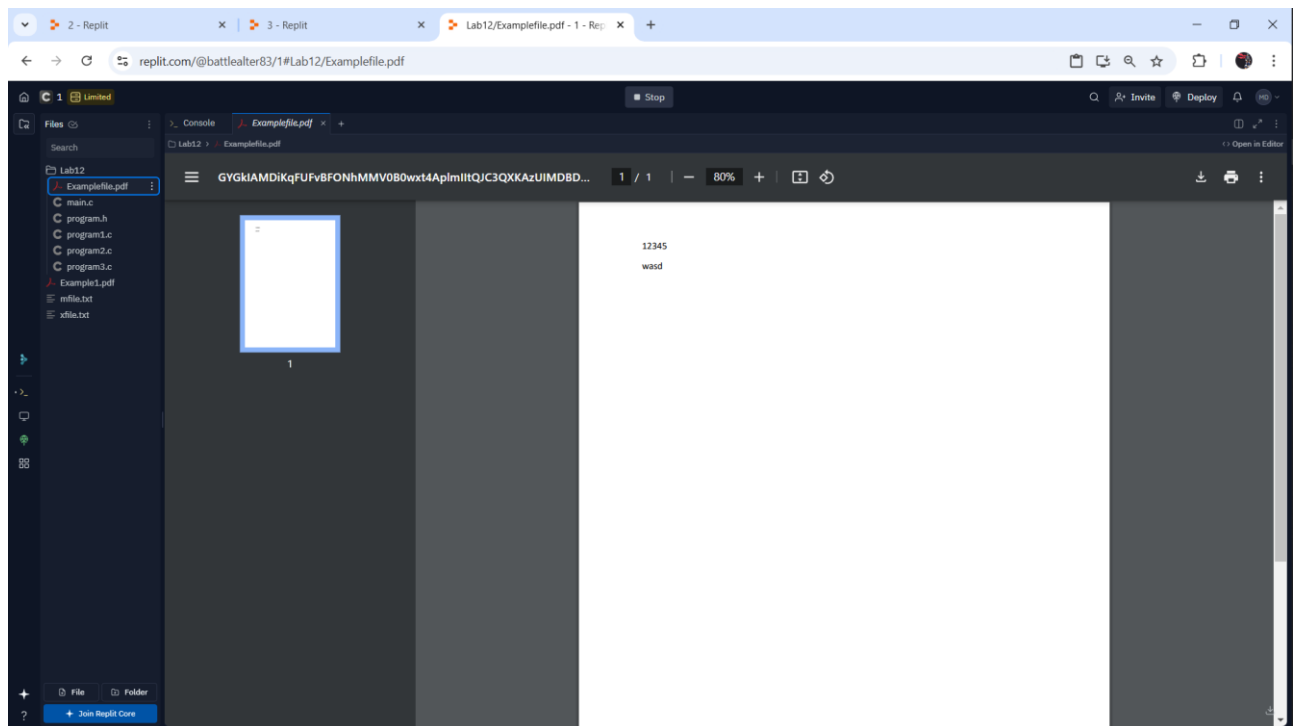 2 - Replit
3 - Replit
Lab12/Examplefile.pdf - 1 - Rep
replit.com/@battlealter83/1#Lab12/Examplefile.pdf
C 1 Limited
Stop
Invite
Deploy
MD
Files
>_ Console
Examplefile.pdf
Search
Lab12 › Examplefile.pdf
Open in Editor
Lab12
Examplefile.pdf
main.c
program.h
program1.c
program2.c
program3.c
Example1.pdf
mfile.txt
xfile.txt
1 / 1
80%
12345
wasd
1
File
Folder
Join Replit Core